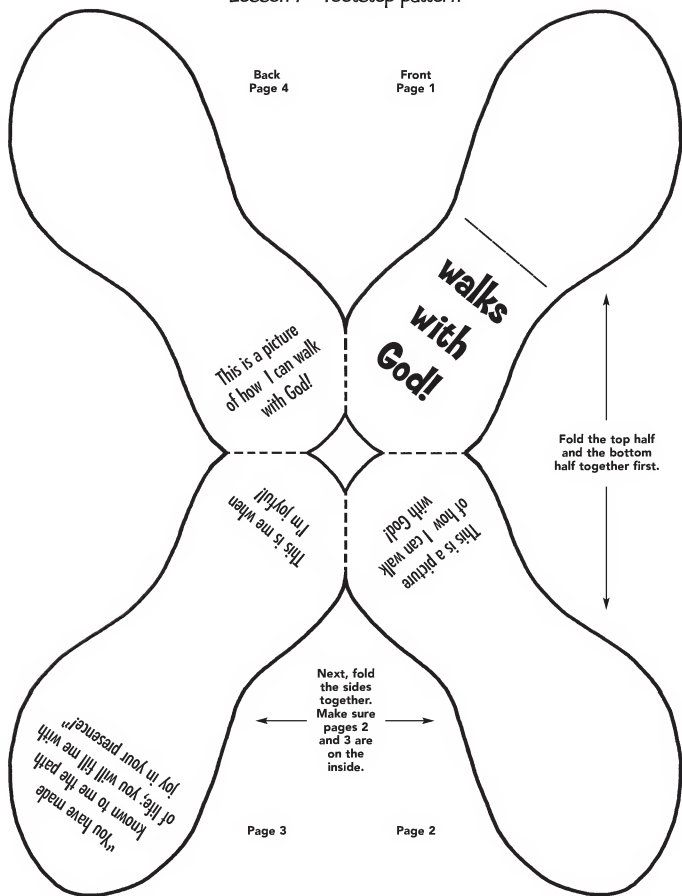 Back
Page 4
Front
Page 1
walks
with
God!
This is a picture
of how I can walk
with God!
Fold the top half
and the bottom
half together first.
This is me when
I'm joyful!
This is a picture
of how I can walk
with God!
Next, fold
the sides
together.
Make sure
pages 2
and 3 are
on the
inside.
"You have made
known to me the path
of life; you will fill me with
joy in your presence!"
Page 3
Page 2